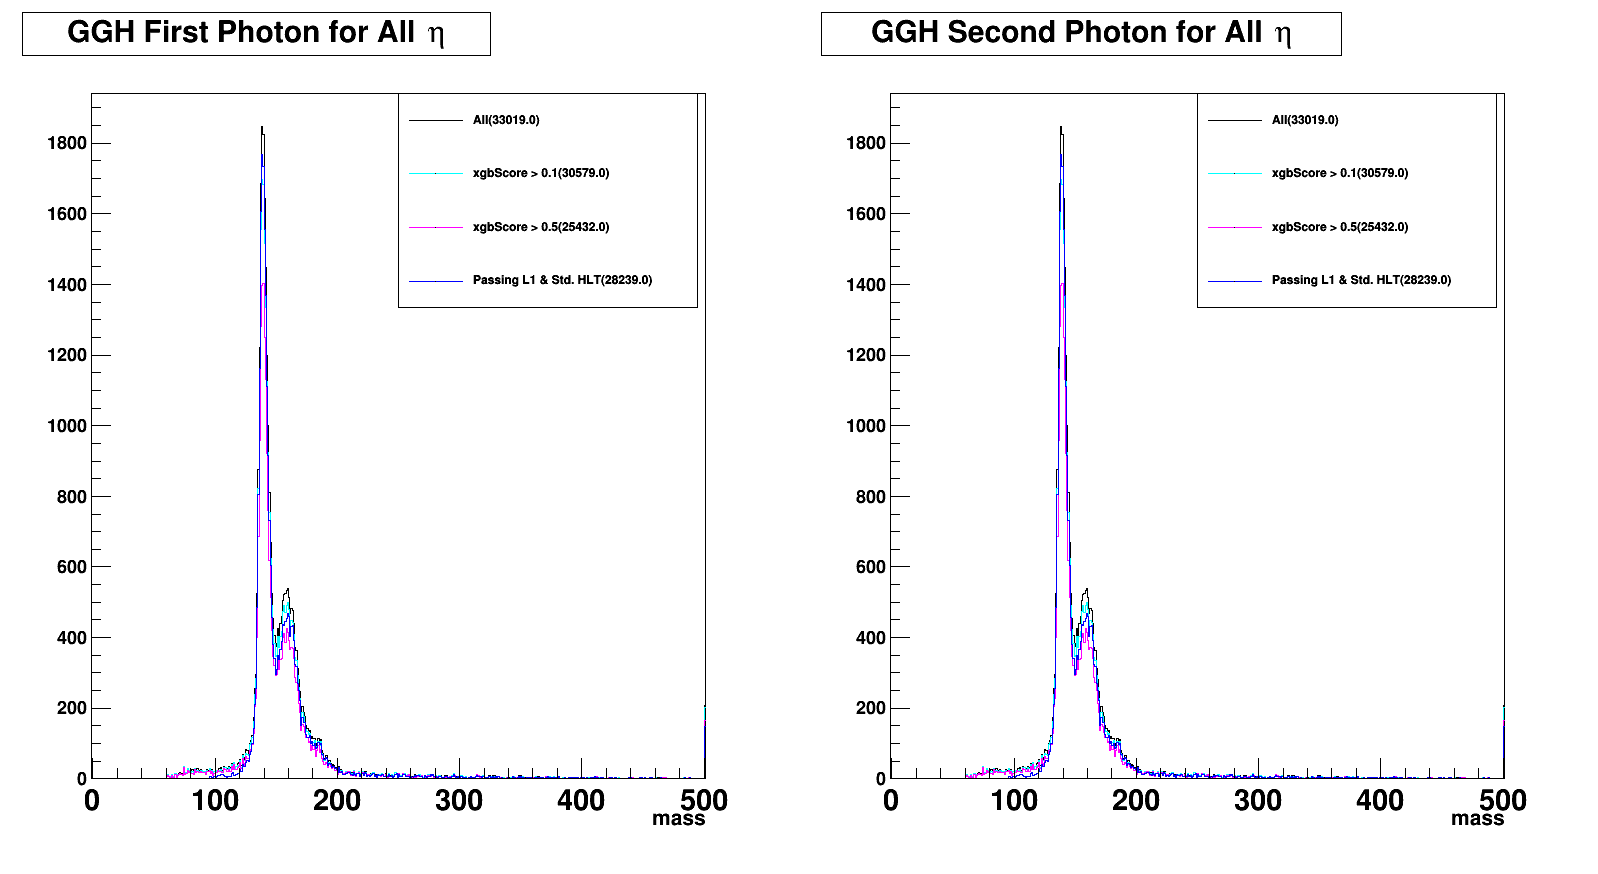 GGH First Photon for All η
All(33019.0)
xgbScore > 0.1(30579.0)
xgbScore > 0.5(25432.0)
Passing L1 & Std. HLT(28239.0)
1800
1600
1400
1200
1000
800
600
400
200
0
0 100 200 300 400 500
mass
GGH Second Photon for All η
All(33019.0)
xgbScore > 0.1(30579.0)
xgbScore > 0.5(25432.0)
Passing L1 & Std. HLT(28239.0)
1800
1600
1400
1200
1000
800
600
400
200
0
0 100 200 300 400 500
mass